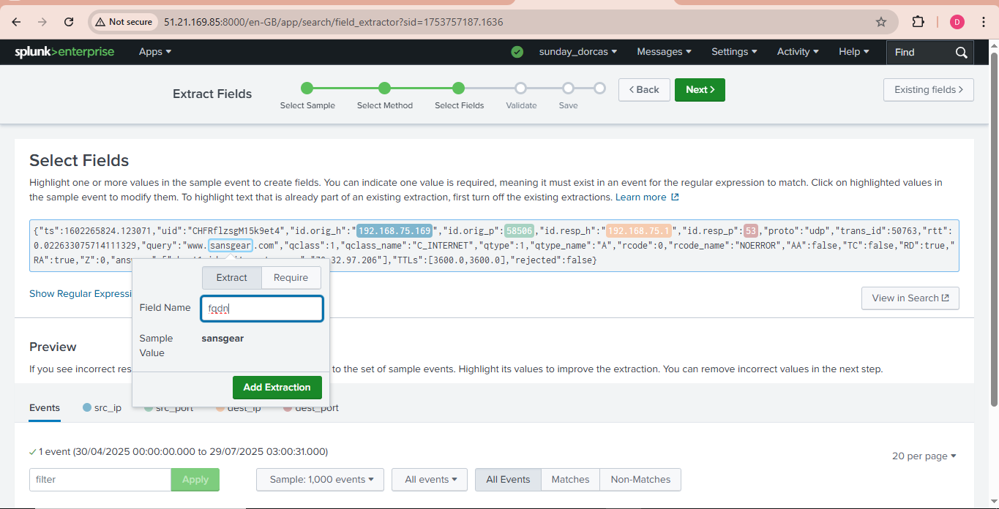 Not secure 51.21.169.85:8000/en-GB/app/search/field_extractor?sid=1753757187.1636 D
splunk>enterprise Apps sunday_dorcas Messages Settings Activity Help Find
Extract Fields
Select Sample Select Method Select Fields Validate Save
< Back Next > Existing fields >
Select Fields
Highlight one or more values in the sample event to create fields. You can indicate one value is required, meaning it must exist in an event for the regular expression to match. Click on highlighted values in
the sample event to modify them. To highlight text that is already part of an existing extraction, first turn off the existing extractions. Learn more
{"ts":1602265824.123071,"uid":"CHFRflzsgM15k9et4","id.orig_h":"192.168.75.169","id.orig_p":58506,"id.resp_h":"192.168.75.1","id.resp_p":53,"proto":"udp","trans_id":50763,"rtt":
0.022633075714111329,"query":"www.sansgear.com","qclass":1,"qclass_name":"C_INTERNET","qtype":1,"qtype_name":"A","rcode":0,"rcode_name":"NOERROR","AA":false,"TC":false,"RD":true,"
RA":true,"Z":0,"ans 32.97.206"],"TTLs":[3600.0,3600.0],"rejected":false}
Extract Require
Show Regular Expressi
View in Search
Field Name fqdn
Sample
Value
sansgear
Preview
If you see incorrect res to the set of sample events. Highlight its values to improve the extraction. You can remove incorrect values in the next step.
Add Extraction
Events src_ip src_port dest_ip dest_port
1 event (30/04/2025 00:00:00.000 to 29/07/2025 03:00:31.000)
20 per page
filter Apply Sample: 1,000 events All events All Events Matches Non-Matches